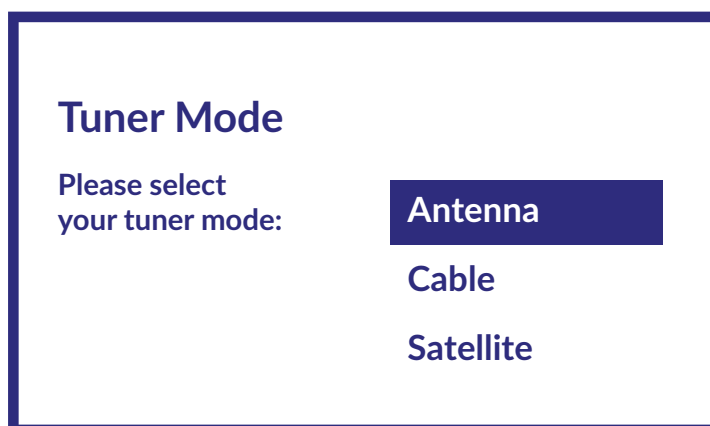 Tuner Mode
Please select
your tuner mode:
Antenna
Cable
Satellite